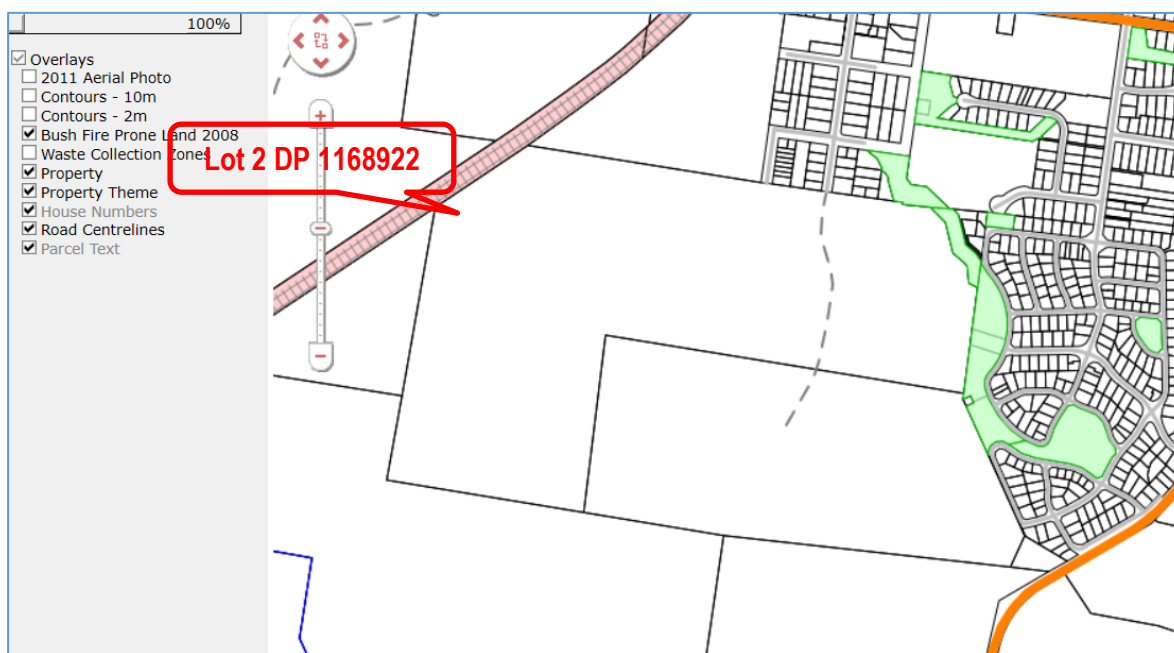 100%
Overlays
2011 Aerial Photo
Contours - 10m
Contours - 2m
Bush Fire Prone Land 2008
Waste Collection Zones
Property
Property Theme
House Numbers
Road Centrelines
Parcel Text
Lot 2 DP 1168922